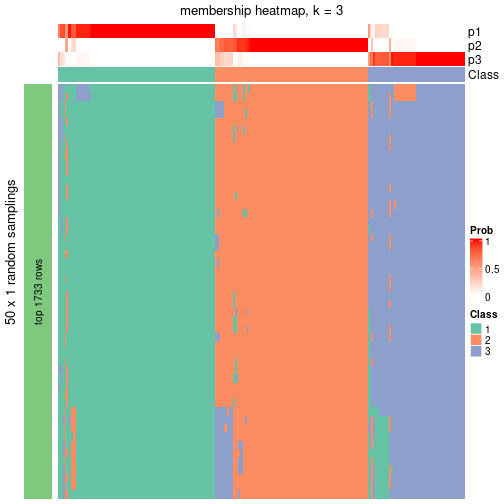 membership heatmap, k = 3
p1
p2
p3
Class
50 x 1 random samplings
top 1733 rows
Prob
1
0.5
0
Class
1
2
3